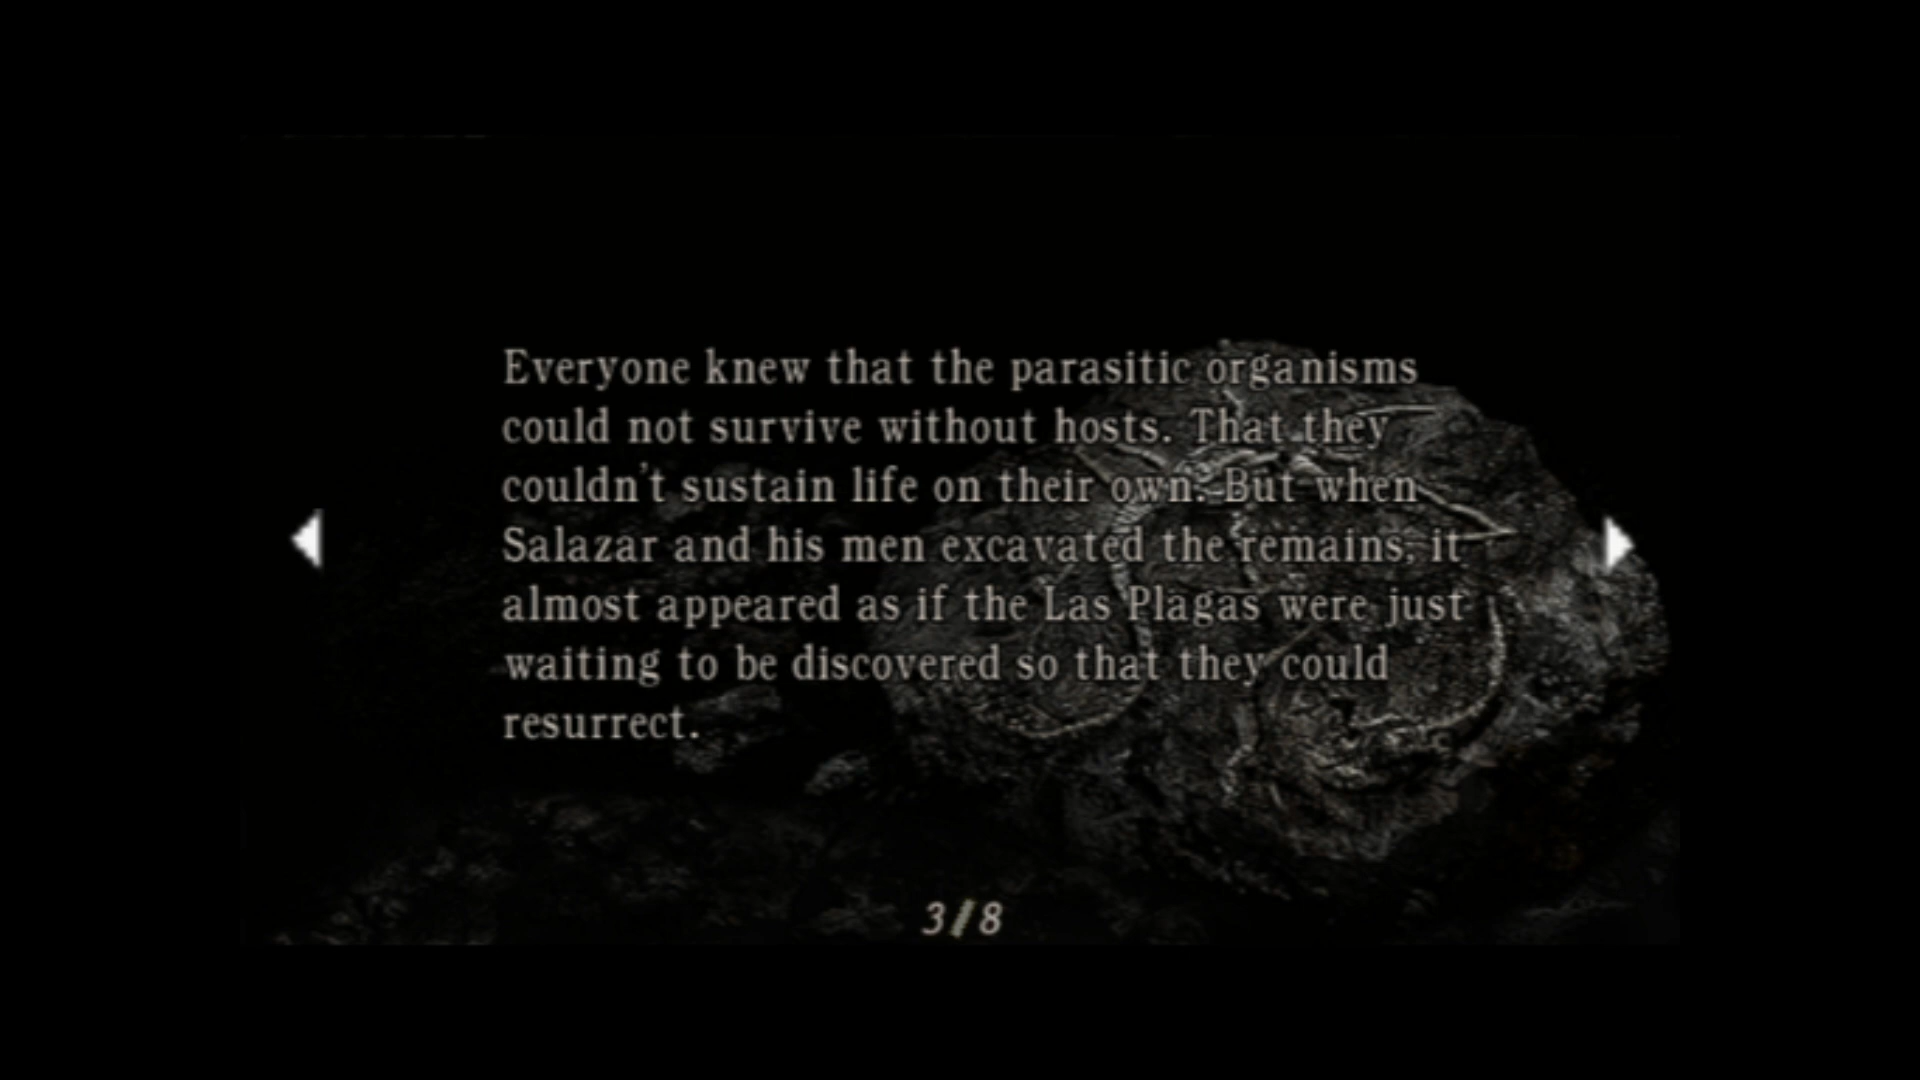 Everyone knew that the parasitic organisms
could not survive without hosts. That they
couldn't sustain life on their own. But when
Salazar and his men excavated the remains, it
almost appeared as if the Las Plagas were just
waiting to be discovered so that they could
resurrect.
3/8